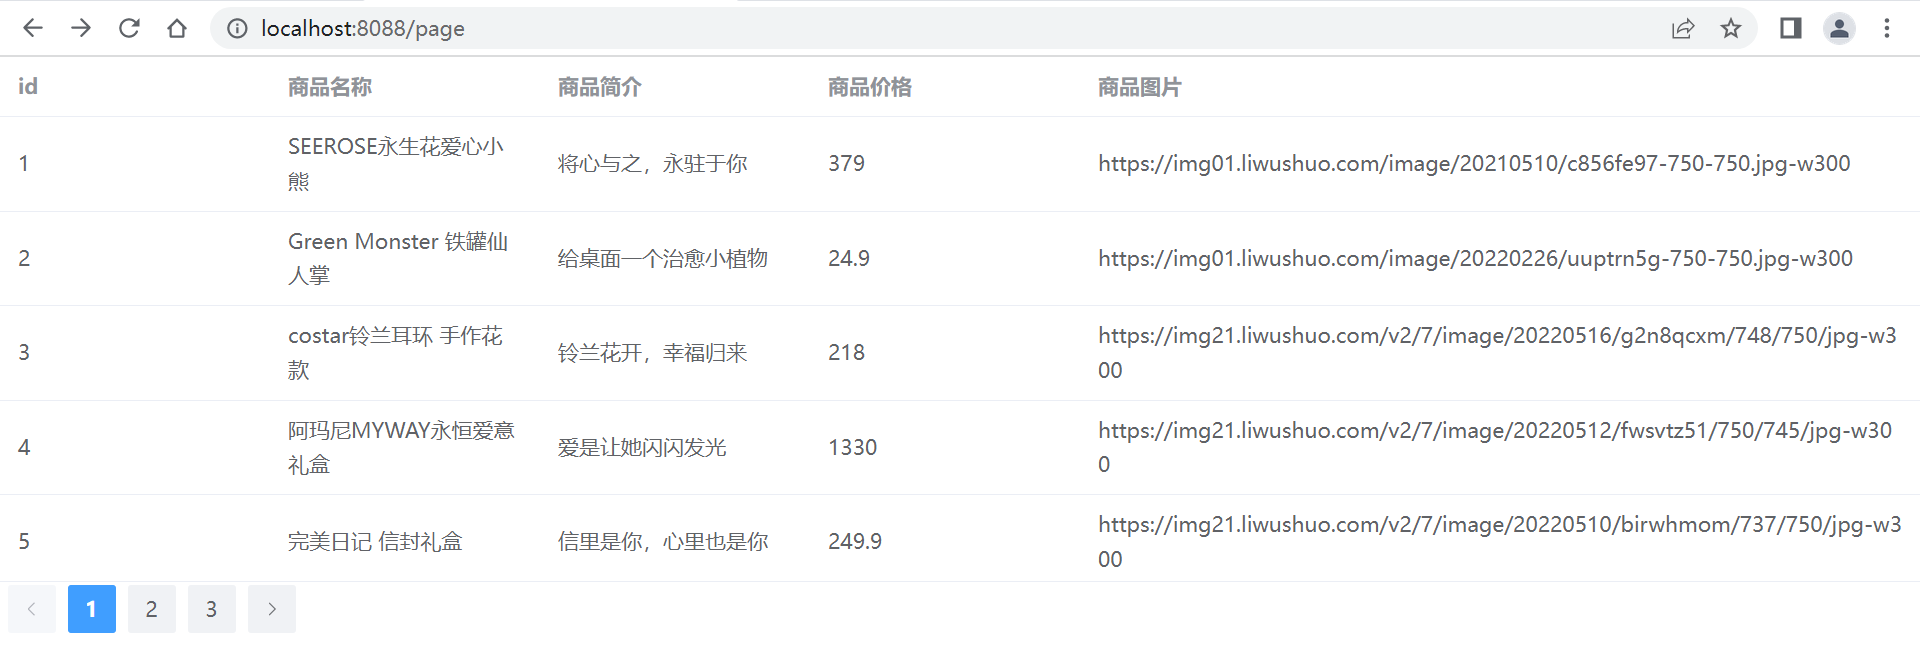 localhost:8088/page
id 商品名称 商品简介 商品价格 商品图片
1 SEEROSE永生花爱心小 将心与之，永驻于你 379 https://img01.liwushuo.com/image/20210510/c856fe97-750-750.jpg-w300
熊
2 Green Monster 铁罐仙 给桌面一个治愈小植物 24.9 https://img01.liwushuo.com/image/20220226/uuptrn5g-750-750.jpg-w300
人掌
3 costar铃兰耳环 手作花 铃兰花开，幸福归来 218 https://img21.liwushuo.com/v2/7/image/20220516/g2n8qcxm/748/750/jpg-w3
款 00
4 阿玛尼MYWAY永恒爱意 爱是让她闪闪发光 1330 https://img21.liwushuo.com/v2/7/image/20220512/fwsvtz51/750/745/jpg-w30
礼盒 0
5 完美日记 信封礼盒 信里是你，心里也是你 249.9 https://img21.liwushuo.com/v2/7/image/20220510/birwhmom/737/750/jpg-w3
00
1 2 3